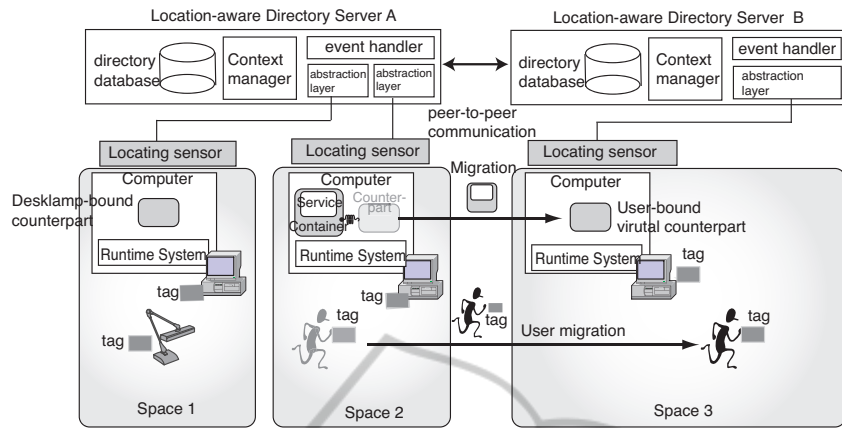 Location-aware Directory Server A
Location-aware Directory Server B
directory
database
Context
manager
event handler
abstraction
layer
abstraction
layer
directory
database
Context
manager
event handler
abstraction
layer
peer-to-peer
communication
Locating sensor
Locating sensor
Locating sensor
Migration
Desklamp-bound
counterpart
Computer
Runtime System
tag
tag
Space 1
Computer
Service
Container
Counter-
part
Runtime System
tag
tag
Space 2
tag
User migration
Computer
User-bound
virutal counterpart
Runtime System
tag
tag
Space 3